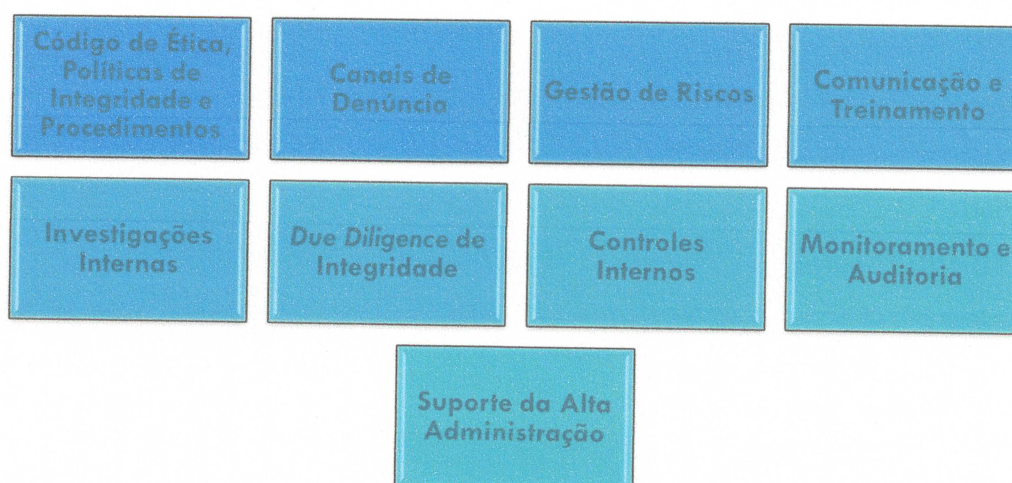 Código de Ética,
Políticas de
Integridade e
Procedimentos
Canais de
Denúncia
Gestão de Riscos
Comunicação e
Treinamento
Investigações
Internas
Due Diligence de
Integridade
Controles
Internos
Monitoramento e
Auditoria
Suporte da Alta
Administração